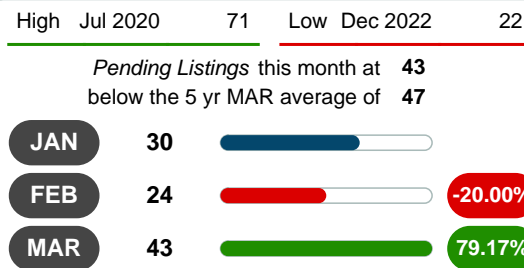 High Jul 2020 71 Low Dec 2022 22
Pending Listings this month at 43
below the 5 yr MAR average of 47
JAN 30
FEB 24 -20.00%
MAR 43 79.17%